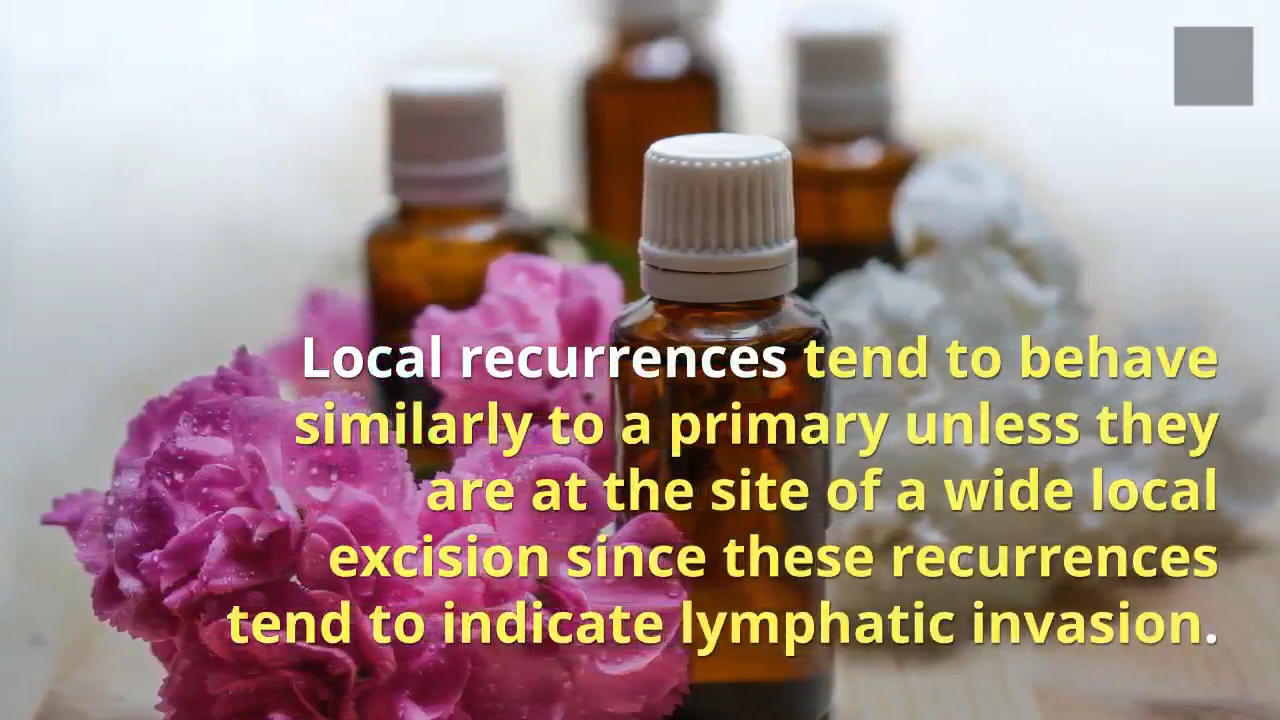 Local recurrences tend to behave
similarly to a primary unless they
are at the site of a wide local
excision since these recurrences
tend to indicate lymphatic invasion.